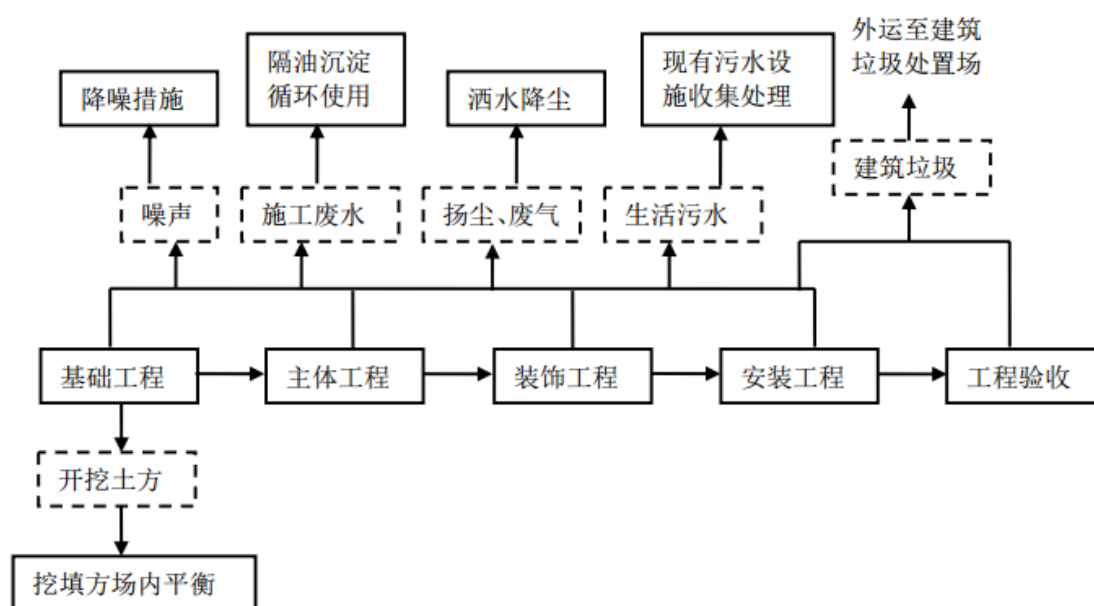 外运至建筑
垃圾处置场
降噪措施
隔油沉淀
循环使用
洒水降尘
现有污水设
施收集处理
建筑垃圾
噪声
施工废水
扬尘、废气
生活污水
基础工程
主体工程
装饰工程
安装工程
工程验收
开挖土方
挖填方场内平衡